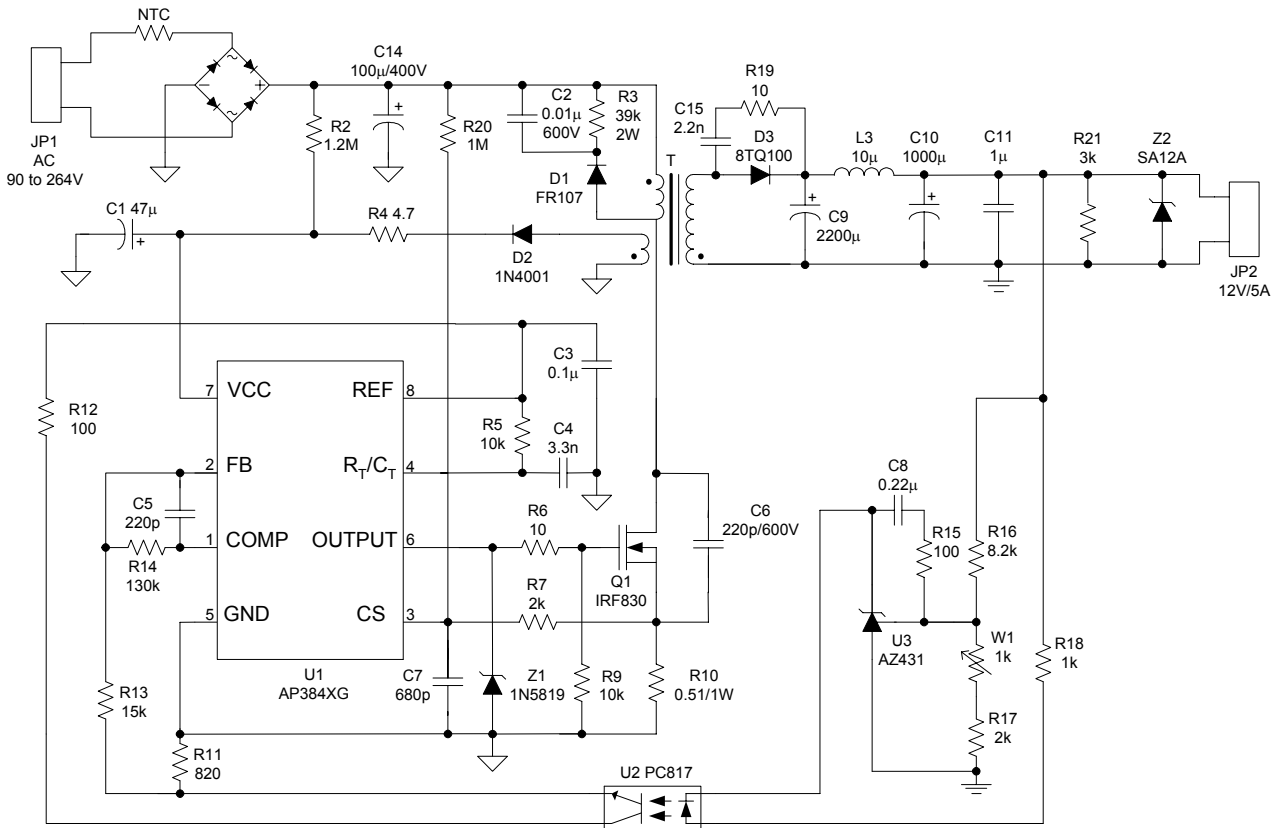 NTC
C14
100μ/400V
JP1
AC
90 to 264V
R2
1.2M
R20
1M
C2
0.01μ
600V
R3
39k
2W
D1
FR107
T
C15
2.2n
R19
10
D3
8TQ100
L3
10μ
C9
2200μ
C10
1000μ
C11
1μ
R21
3k
Z2
SA12A
JP2
12V/5A
C1 47μ
R4 4.7
D2
1N4001
R12
100
7
VCC
REF
8
2
FB
R_T/C_T
4
1
COMP
OUTPUT
6
5
GND
CS
3
U1
AP384XG
C3
0.1μ
R5
10k
C4
3.3n
C5
220p
R14
130k
R6
10
R7
2k
Q1
IRF830
C6
220p/600V
C7
680p
Z1
1N5819
R9
10k
R10
0.51/1W
R13
15k
R11
820
U2 PC817
C8
0.22μ
R15
100
R16
8.2k
U3
AZ431
W1
1k
R17
2k
R18
1k